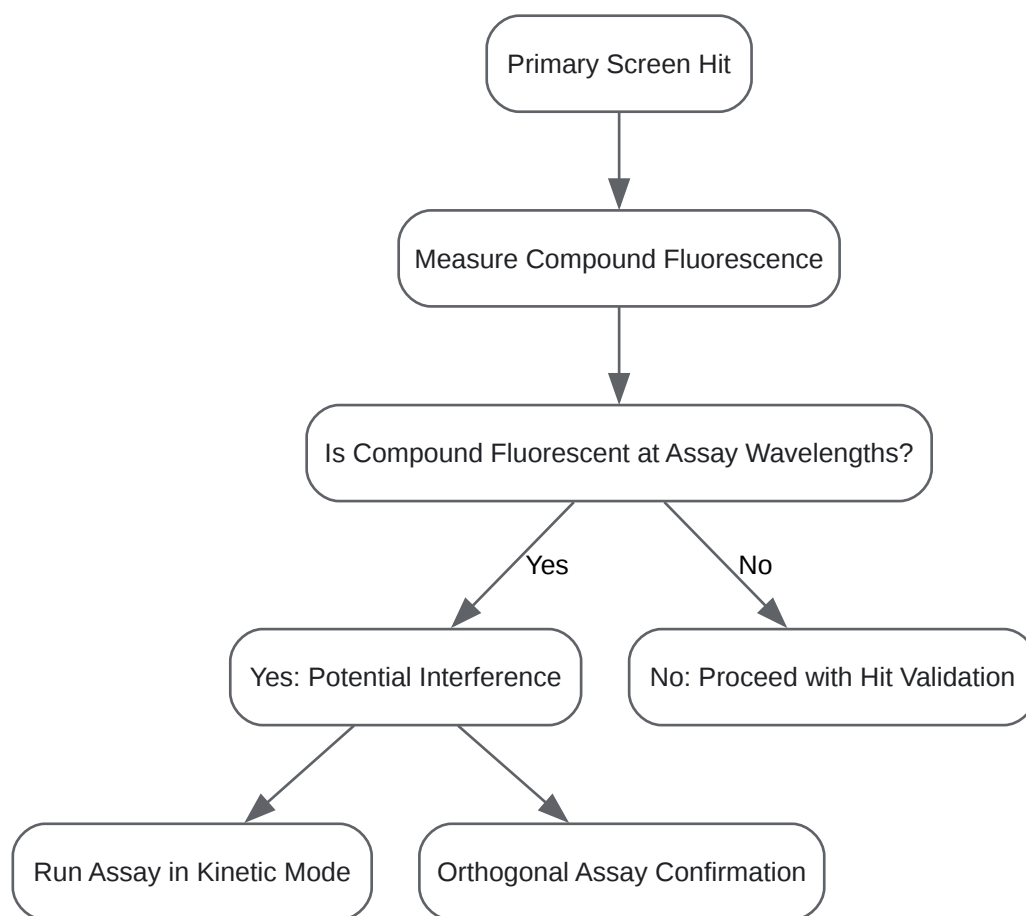 Primary Screen Hit
Measure Compound Fluorescence
Is Compound Fluorescent at Assay Wavelengths?
Yes
No
Yes: Potential Interference
No: Proceed with Hit Validation
Run Assay in Kinetic Mode
Orthogonal Assay Confirmation